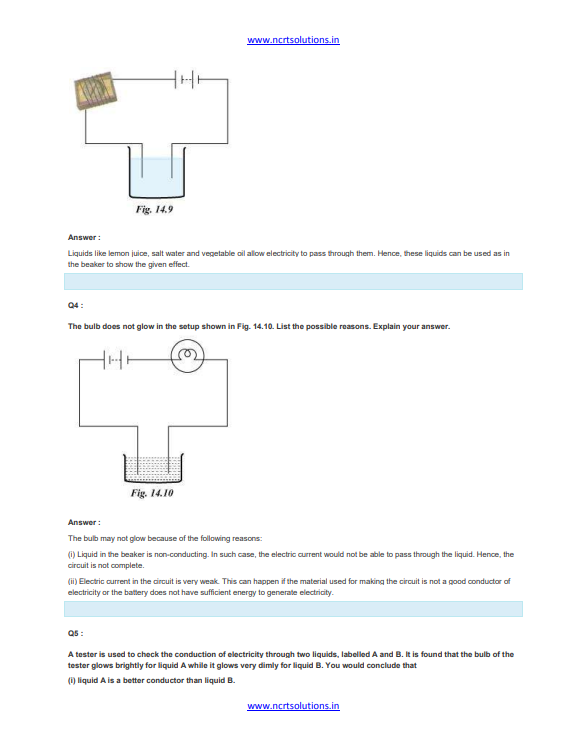 www.ncrtsolutions.in
Fig. 14.9
Answer :
Liquids like lemon juice, salt water and vegetable oil allow electricity to pass through them. Hence, these liquids can be used as in
the beaker to show the given effect.
Q4 :
The bulb does not glow in the setup shown in Fig. 14.10. List the possible reasons. Explain your answer.
Fig. 14.10
Answer :
The bulb may not glow because of the following reasons:
(i) Liquid in the beaker is non-conducting. In such case, the electric current would not be able to pass through the liquid. Hence, the
circuit is not complete.
(ii) Electric current in the circuit is very weak. This can happen if the material used for making the circuit is not a good conductor of
electricity or the battery does not have sufficient energy to generate electricity.
Q5 :
A tester is used to check the conduction of electricity through two liquids, labelled A and B. It is found that the bulb of the
tester glows brightly for liquid A while it glows very dimly for liquid B. You would conclude that
(i) liquid A is a better conductor than liquid B.
www.ncrtsolutions.in